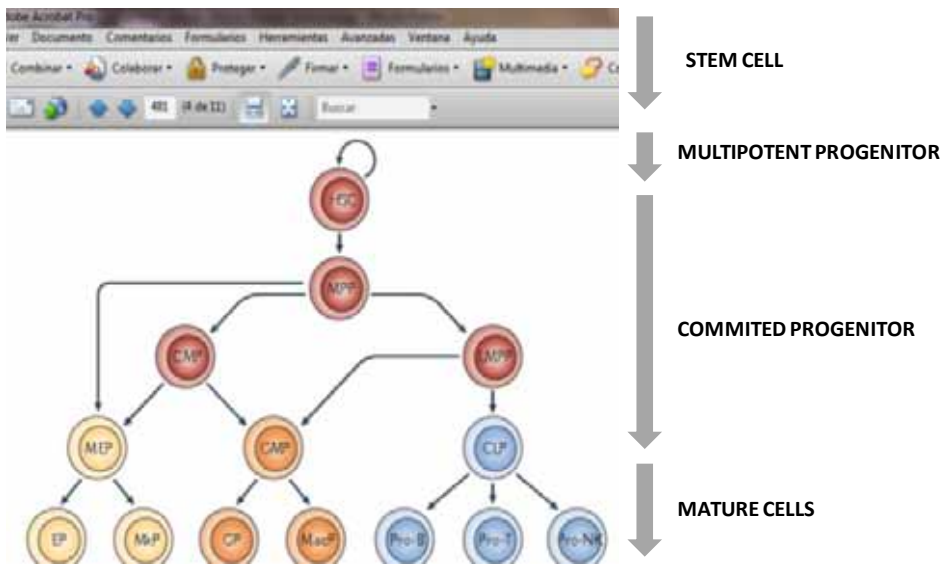 Adobe Acrobat Pro
Ver Documento Comentarios Formularios Herramientas Avanzadas Ventana Ayuda
Combinar Colaborar Proteger Firmar Formularios Multimedia Co
481 (4 de 11) Buscar
STEM CELL
MULTIPOTENT PROGENITOR
HSC
MPP
COMMITED PROGENITOR
CMP LMPP
MEP GMP CLP
MATURE CELLS
EP MkP GP MacP Pro-B Pro-T Pro-NK